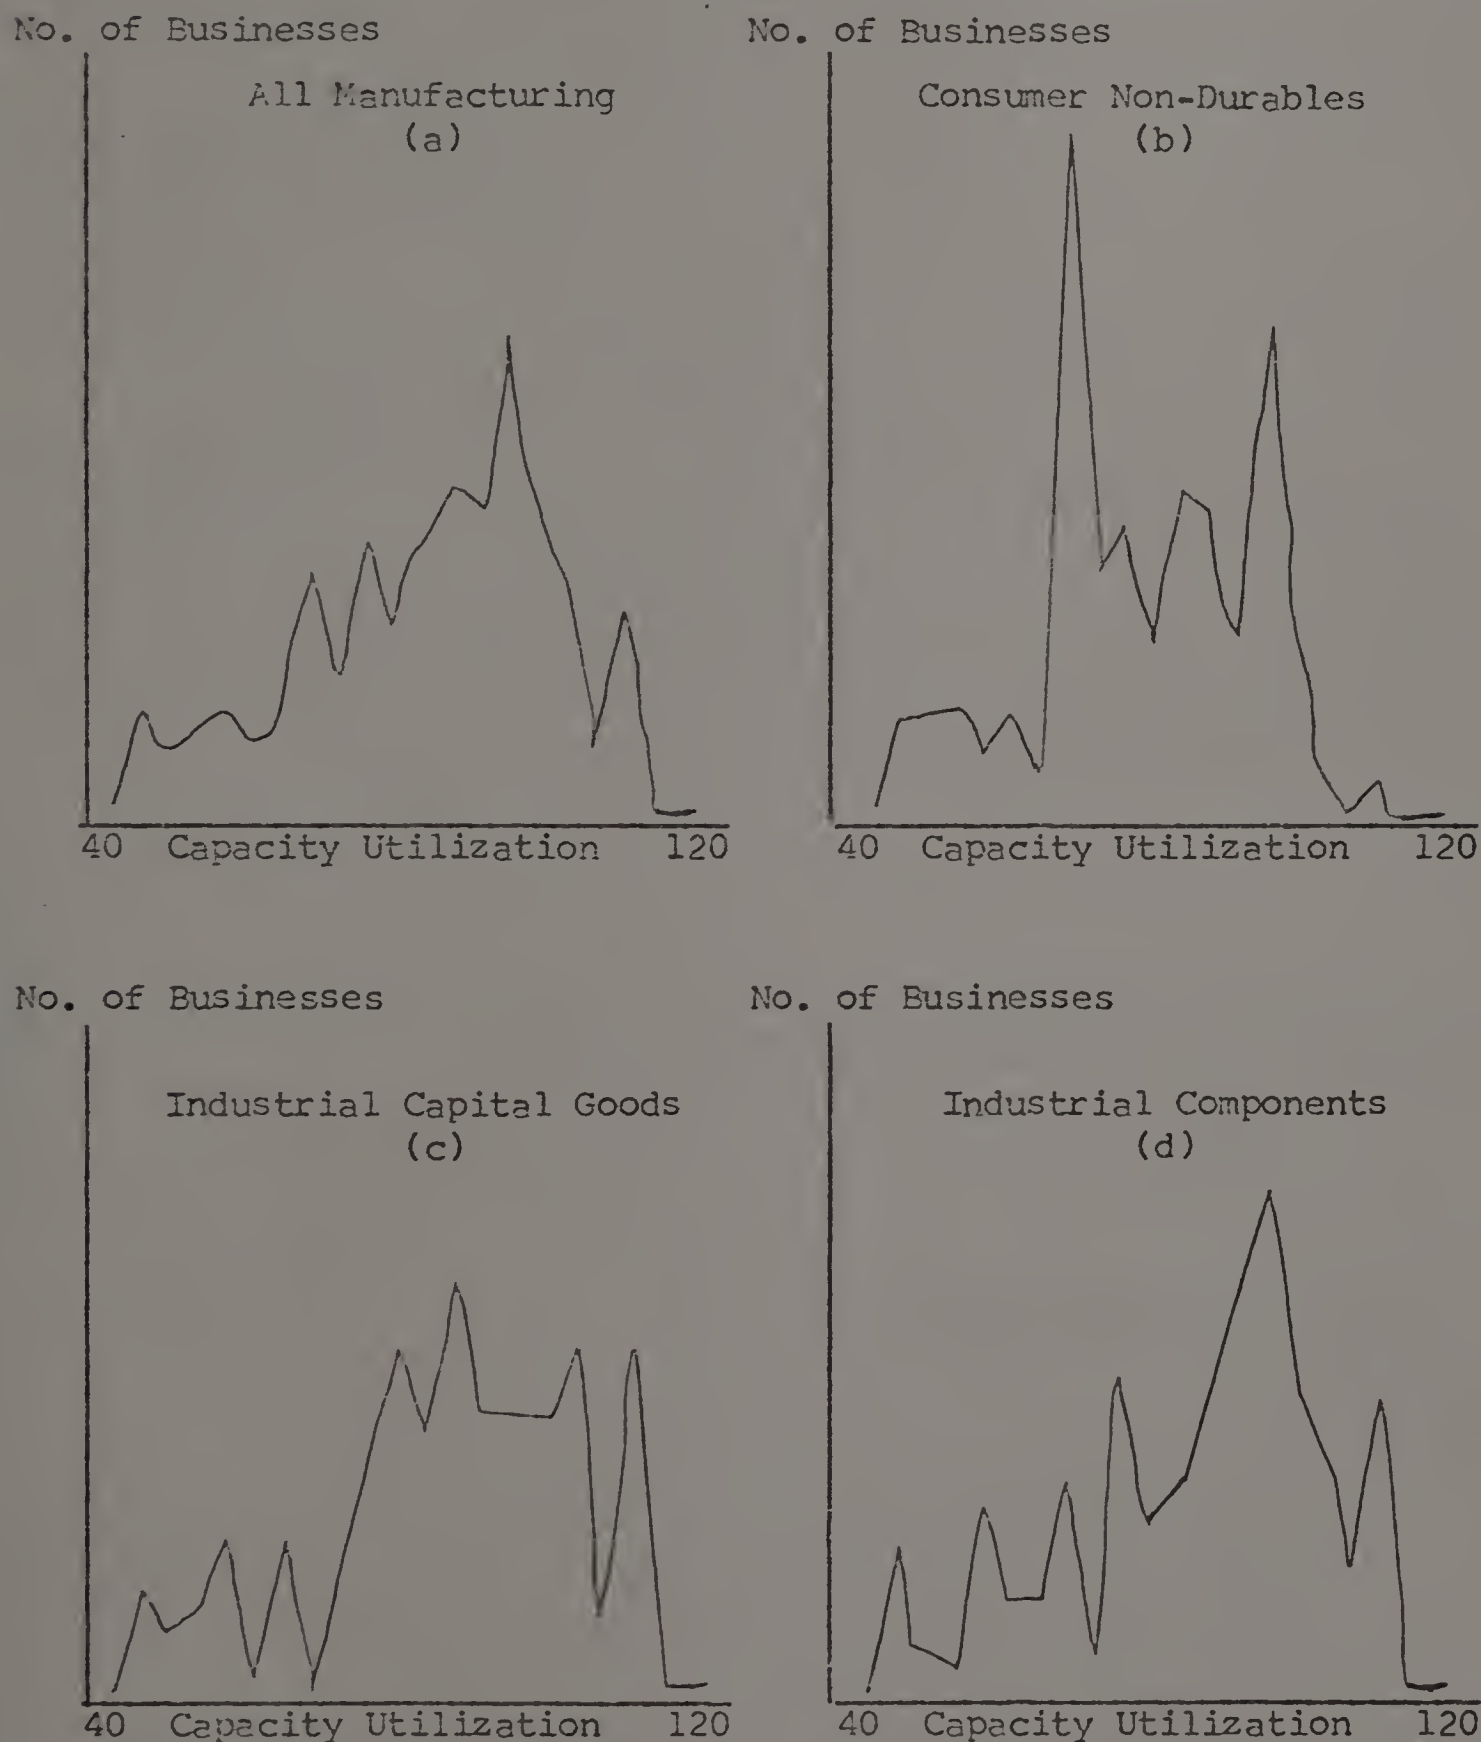 No. of Businesses
All Manufacturing
(a)
40 Capacity Utilization 120
No. of Businesses
Consumer Non-Durables
(b)
40 Capacity Utilization 120
No. of Businesses
Industrial Capital Goods
(c)
40 Capacity Utilization 120
No. of Businesses
Industrial Components
(d)
40 Capacity Utilization 120